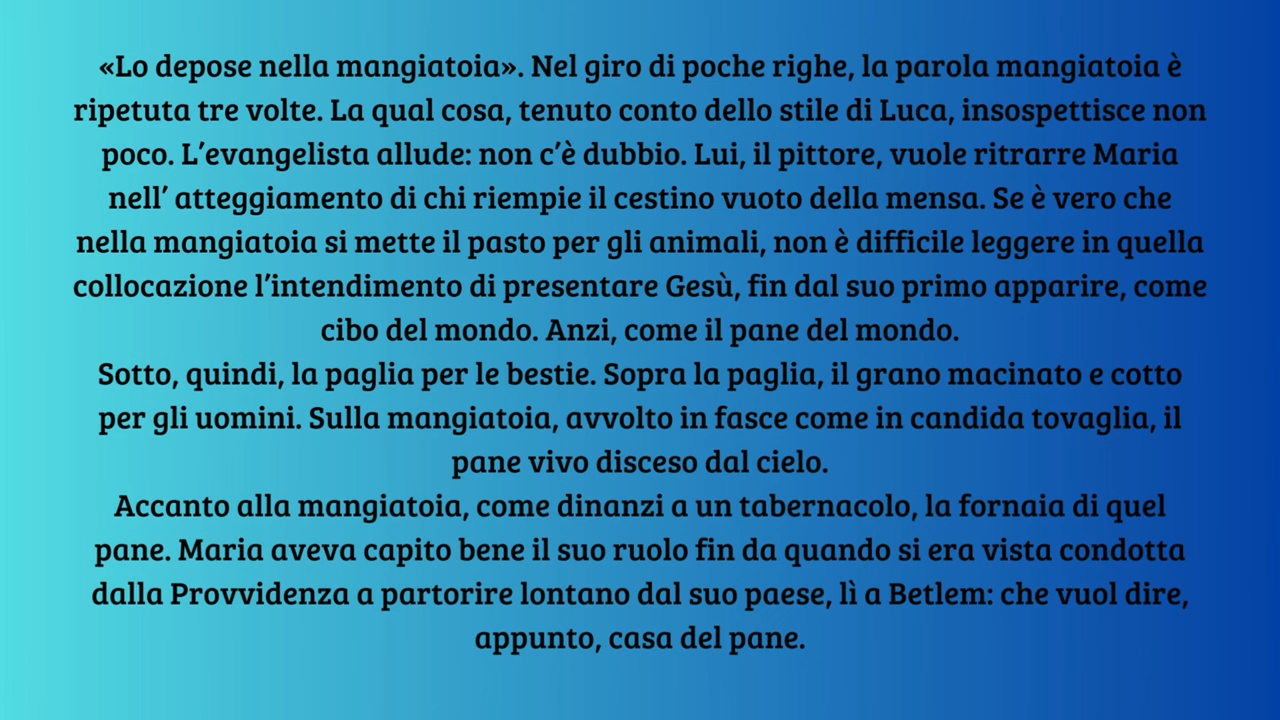 «Lo depose nella mangiatoia». Nel giro di poche righe, la parola mangiatoia è
ripetuta tre volte. La qual cosa, tenuto conto dello stile di Luca, insospettisce non
poco. L’evangelista allude: non c’è dubbio. Lui, il pittore, vuole ritrarre Maria
nell’ atteggiamento di chi riempie il cestino vuoto della mensa. Se è vero che
nella mangiatoia si mette il pasto per gli animali, non è difficile leggere in quella
collocazione l’intendimento di presentare Gesù, fin dal suo primo apparire, come
cibo del mondo. Anzi, come il pane del mondo.
Sotto, quindi, la paglia per le bestie. Sopra la paglia, il grano macinato e cotto
per gli uomini. Sulla mangiatoia, avvolto in fasce come in candida tovaglia, il
pane vivo disceso dal cielo.
Accanto alla mangiatoia, come dinanzi a un tabernacolo, la fornaia di quel
pane. Maria aveva capito bene il suo ruolo fin da quando si era vista condotta
dalla Provvidenza a partorire lontano dal suo paese, lì a Betlem: che vuol dire,
appunto, casa del pane.